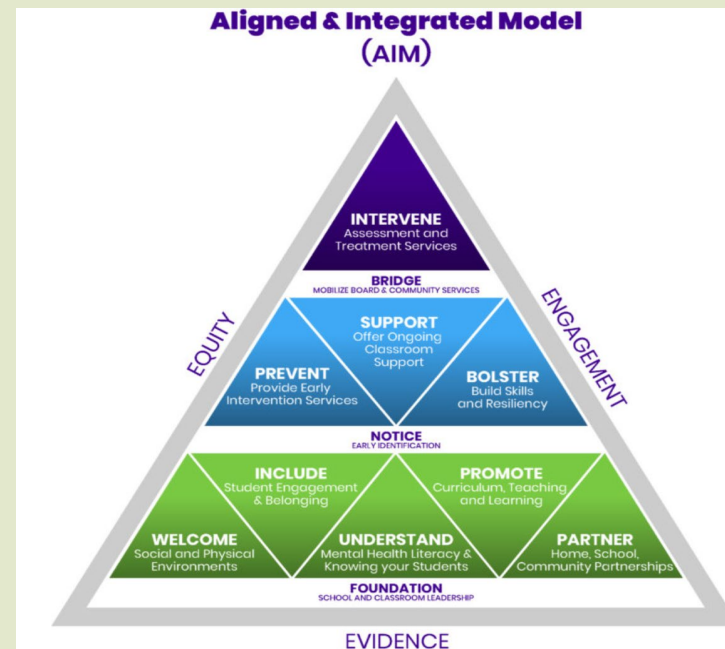 Aligned & Integrated Model
(AIM)
INTERVENE
Assessment and
Treatment Services
BRIDGE
MOBILIZE BOARD & COMMUNITY SERVICES
EQUITY
ENGAGEMENT
SUPPORT
Offer Ongoing
Classroom
Support
PREVENT
Provide Early
Intervention Services
BOLSTER
Build Skills
and Resiliency
NOTICE
EARLY IDENTIFICATION
INCLUDE
Student Engagement
& Belonging
PROMOTE
Curriculum, Teaching
and Learning
WELCOME
Social and Physical
Environments
UNDERSTAND
Mental Health Literacy &
Knowing your Students
PARTNER
Home, School,
Community Partnerships
FOUNDATION
SCHOOL AND CLASSROOM LEADERSHIP
EVIDENCE